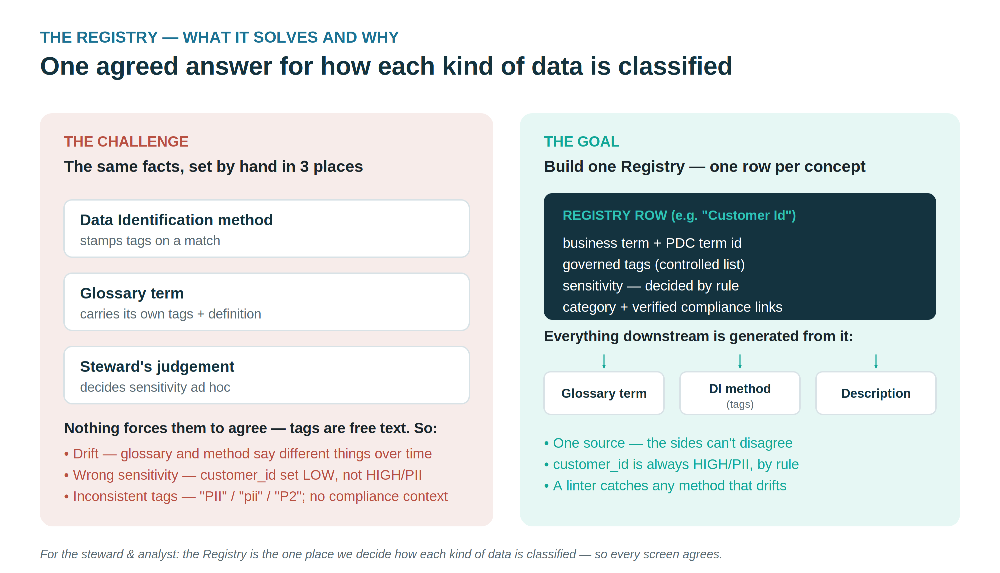 THE REGISTRY — WHAT IT SOLVES AND WHY
One agreed answer for how each kind of data is classified
THE CHALLENGE
The same facts, set by hand in 3 places
Data Identification method
stamps tags on a match
Glossary term
carries its own tags + definition
Steward's judgement
decides sensitivity ad hoc
Nothing forces them to agree — tags are free text. So:
• Drift — glossary and method say different things over time
• Wrong sensitivity — customer_id set LOW, not HIGH/PII
• Inconsistent tags — "PII" / "pii" / "P2"; no compliance context
THE GOAL
Build one Registry — one row per concept
REGISTRY ROW (e.g. "Customer Id")
business term + PDC term id
governed tags (controlled list)
sensitivity — decided by rule
category + verified compliance links
Everything downstream is generated from it:
Glossary term
DI method
(tags)
Description
• One source — the sides can't disagree
• customer_id is always HIGH/PII, by rule
• A linter catches any method that drifts
For the steward & analyst: the Registry is the one place we decide how each kind of data is classified — so every screen agrees.